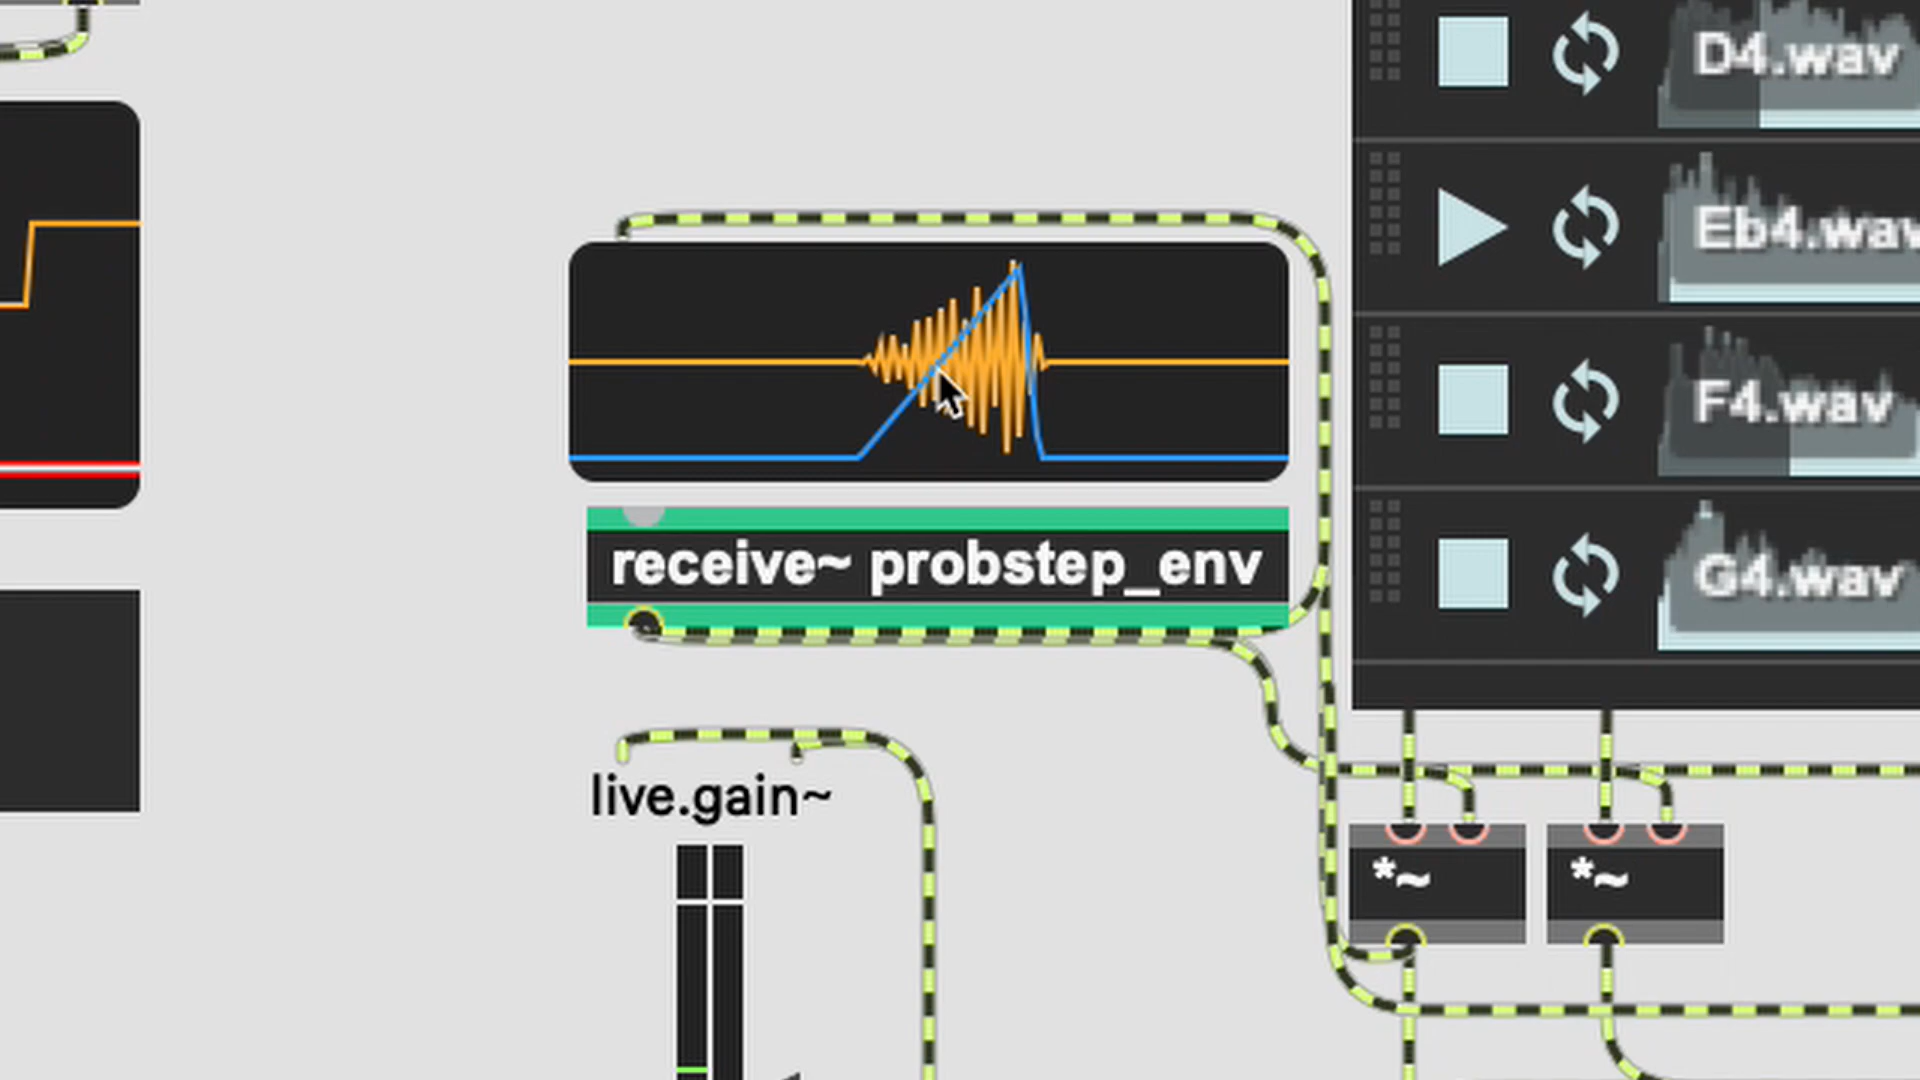 D4.wav
Eb4.wav
F4.wav
G4.wav
receive~ probstep_env
live.gain~
*~
*~